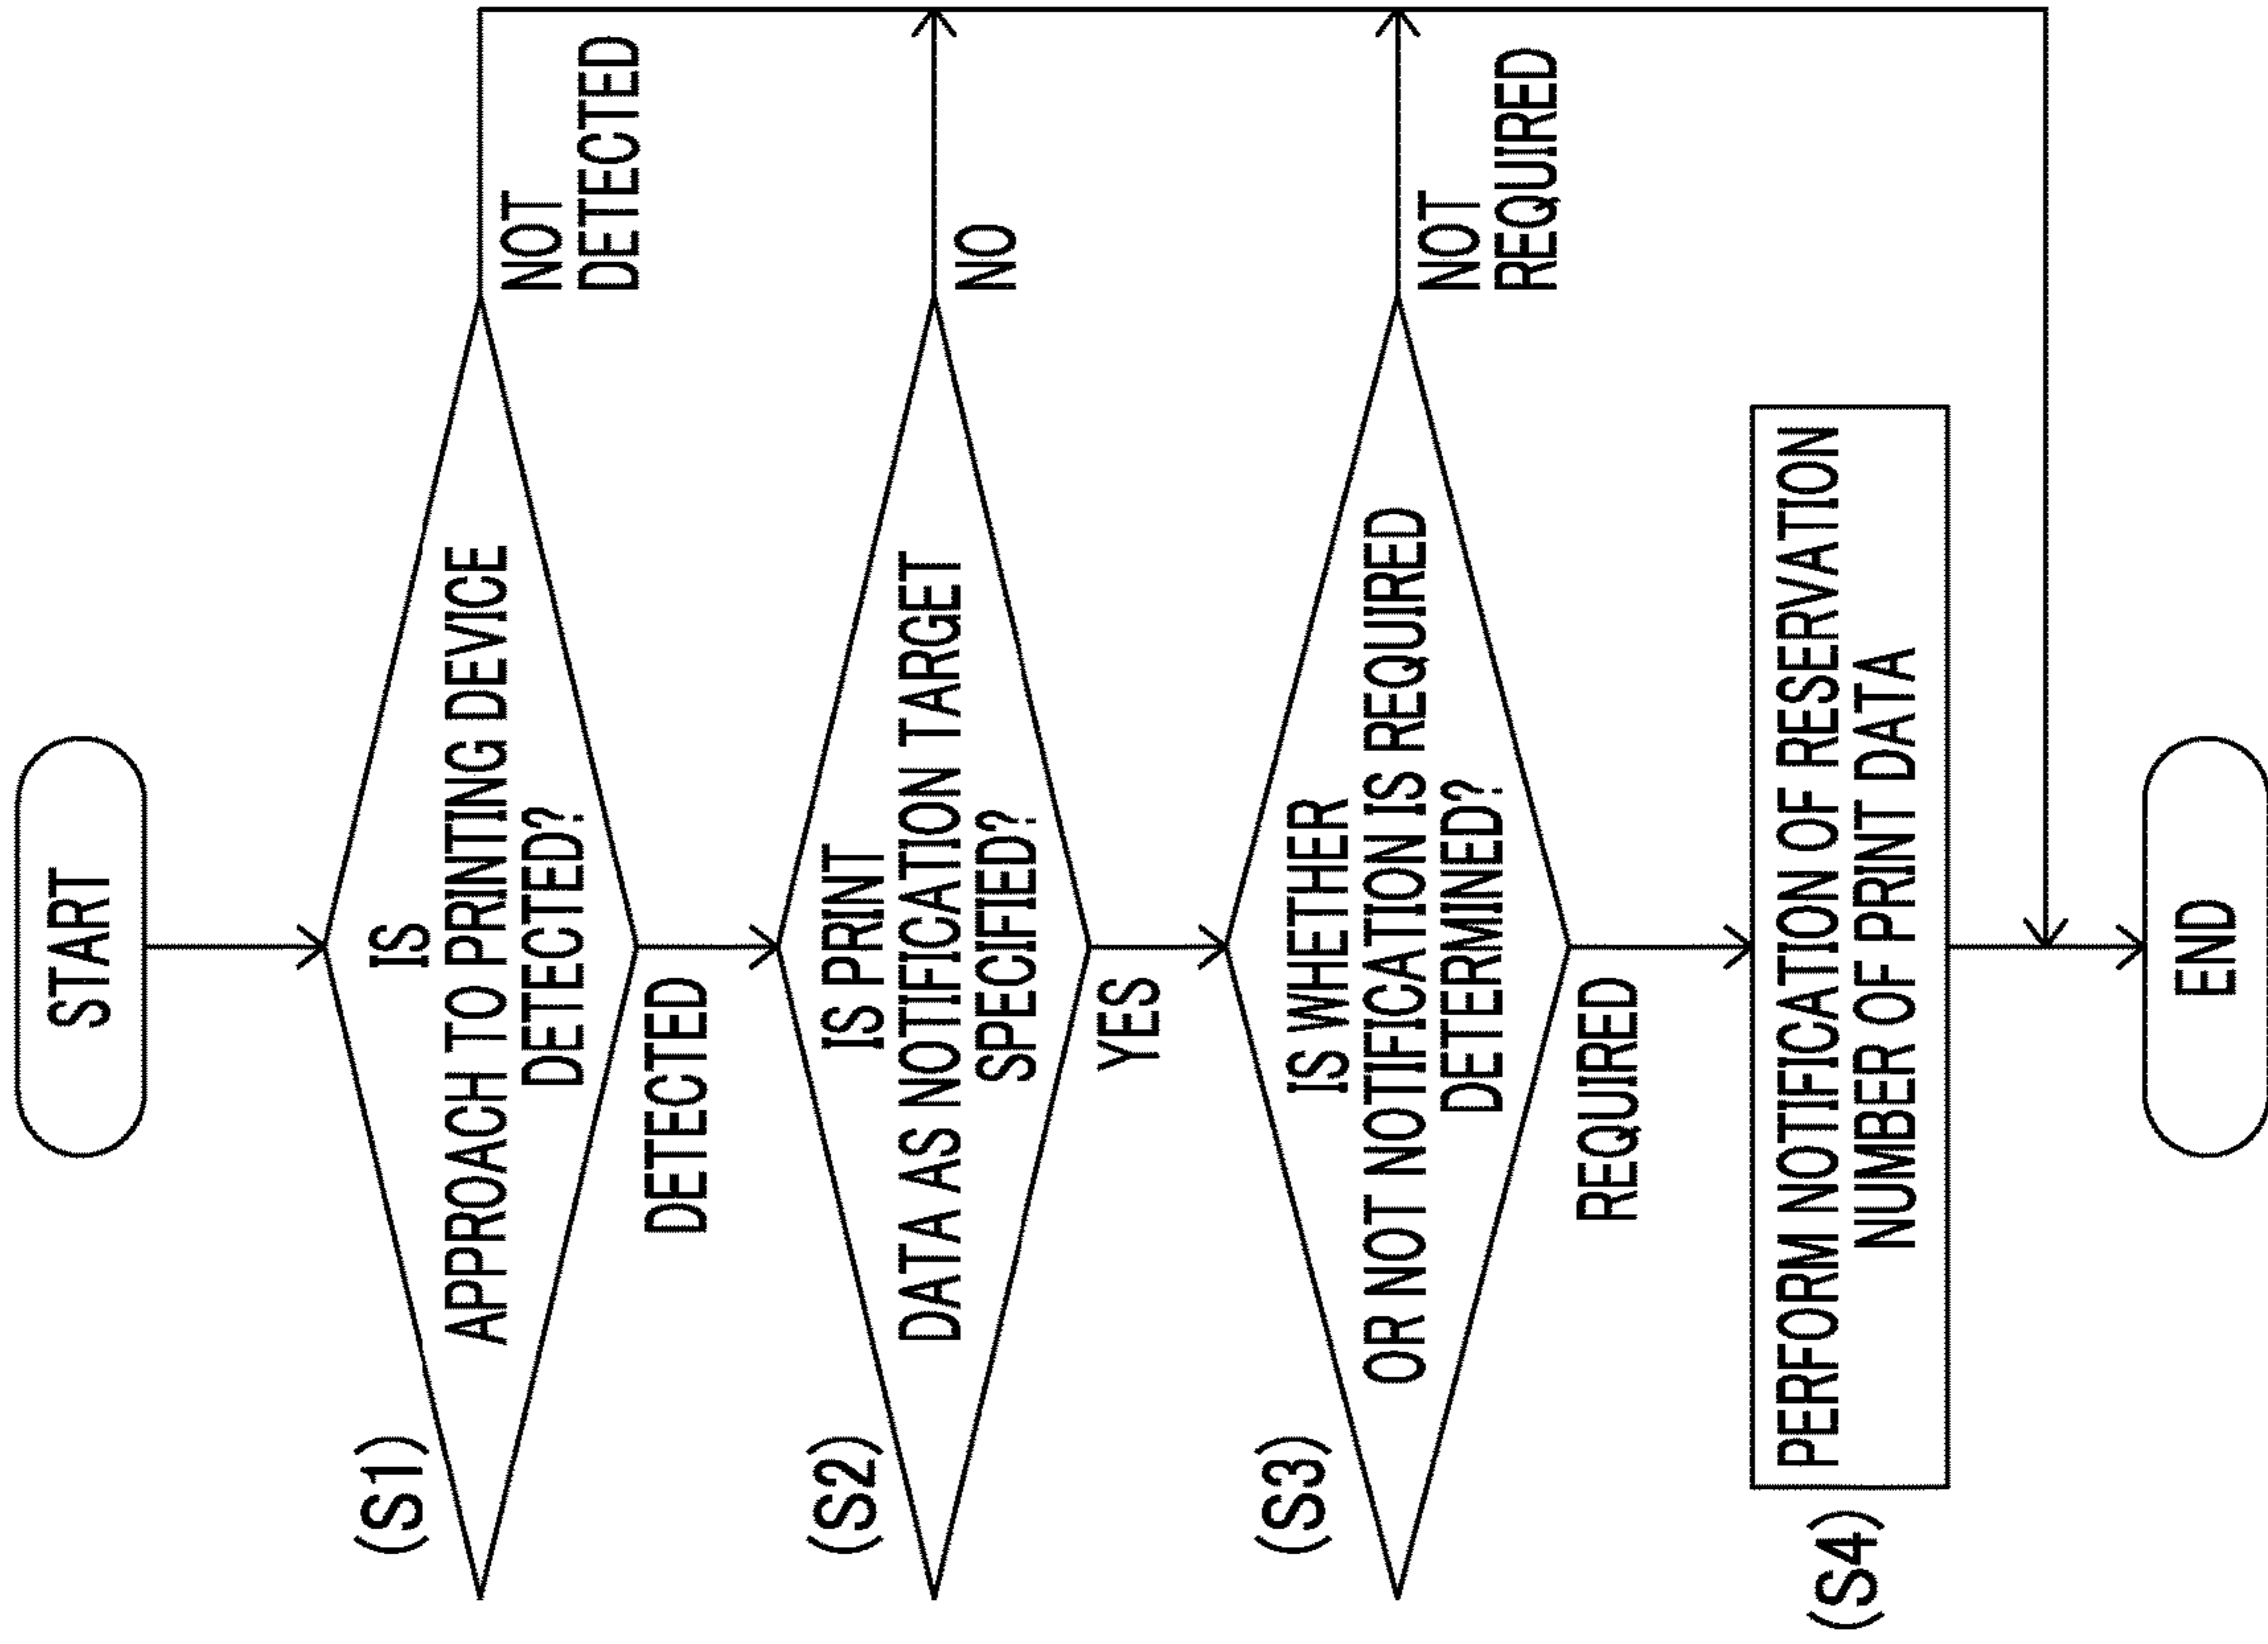 START
(S1)
IS
APPROACH TO PRINTING DEVICE
DETECTED?
NOT
DETECTED
DETECTED
(S2)
IS PRINT
DATA AS NOTIFICATION TARGET
SPECIFIED?
NO
YES
(S3)
IS WHETHER
OR NOT NOTIFICATION IS REQUIRED
DETERMINED?
NOT
REQUIRED
REQUIRED
(S4)
PERFORM NOTIFICATION OF RESERVATION
NUMBER OF PRINT DATA
END